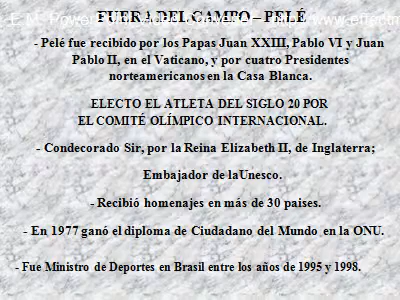 FUERA DEL CAMPO – PELÉ
- Pelé fue recibido por los Papas Juan XXIII, Pablo VI y Juan
Pablo II, en el Vaticano, y por cuatro Presidentes
norteamericanos en la Casa Blanca.
ELECTO EL ATLETA DEL SIGLO 20 POR
EL COMITÉ OLÍMPICO INTERNACIONAL.
- Condecorado Sir, por la Reina Elizabeth II, de Inglaterra;
Embajador de laUnesco.
- Recibió homenajes en más de 30 paises.
- En 1977 ganó el diploma de Ciudadano del Mundo en la ONU.
- Fue Ministro de Deportes en Brasil entre los años de 1995 y 1998.